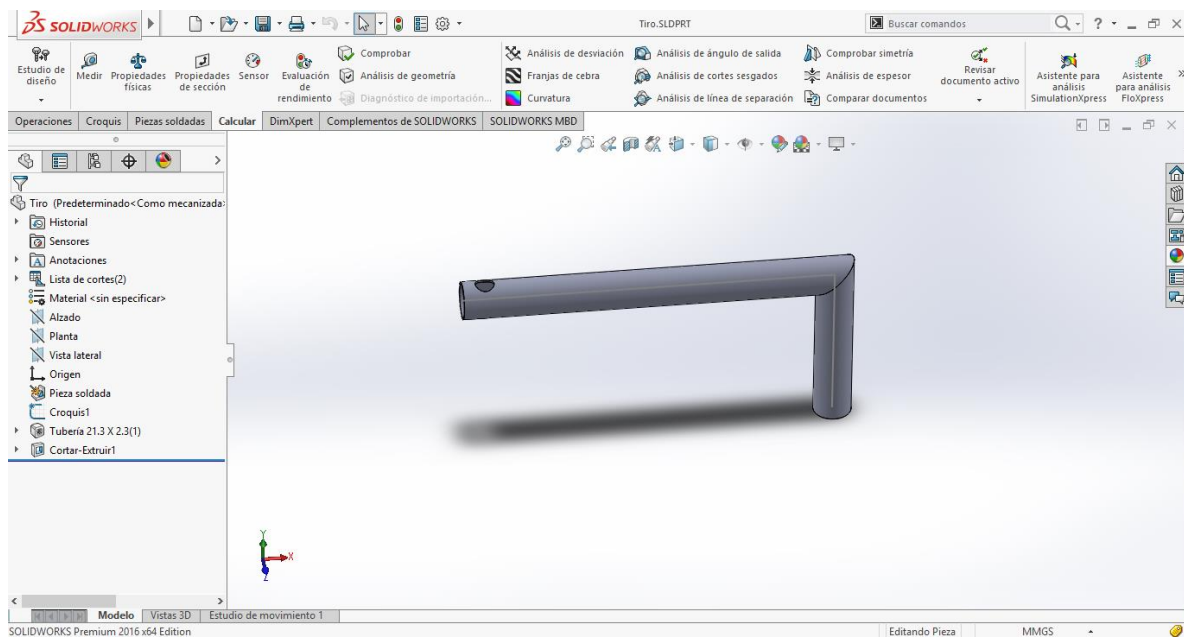 SOLIDWORKS
Tiro.SLDPRT
Buscar comandos
Estudio de
diseño
Medir
Propiedades
físicas
Propiedades
de sección
Sensor
Evaluación
de
rendimiento
Comprobar
Análisis de geometría
Diagnóstico de importación...
Análisis de desviación
Franjas de cebra
Curvatura
Análisis de ángulo de salida
Análisis de cortes sesgados
Análisis de línea de separación
Comprobar simetría
Análisis de espesor
Comparar documentos
Revisar
documento activo
Asistente para
análisis
SimulationXpress
Asistente
para análisis
FloXpress
Operaciones Croquis Piezas soldadas Calcular DimXpert Complementos de SOLIDWORKS SOLIDWORKS MBD
Tiro (Predeterminado<Como mecanizada>
Historial
Sensores
Anotaciones
Lista de cortes(2)
Material <sin especificar>
Alzado
Planta
Vista lateral
Origen
Pieza soldada
Croquis1
Tubería 21.3 X 2.3(1)
Cortar-Extruir1
Y
X
Z
Modelo Vistas 3D Estudio de movimiento 1
SOLIDWORKS Premium 2016 x64 Edition Editando Pieza MMGS